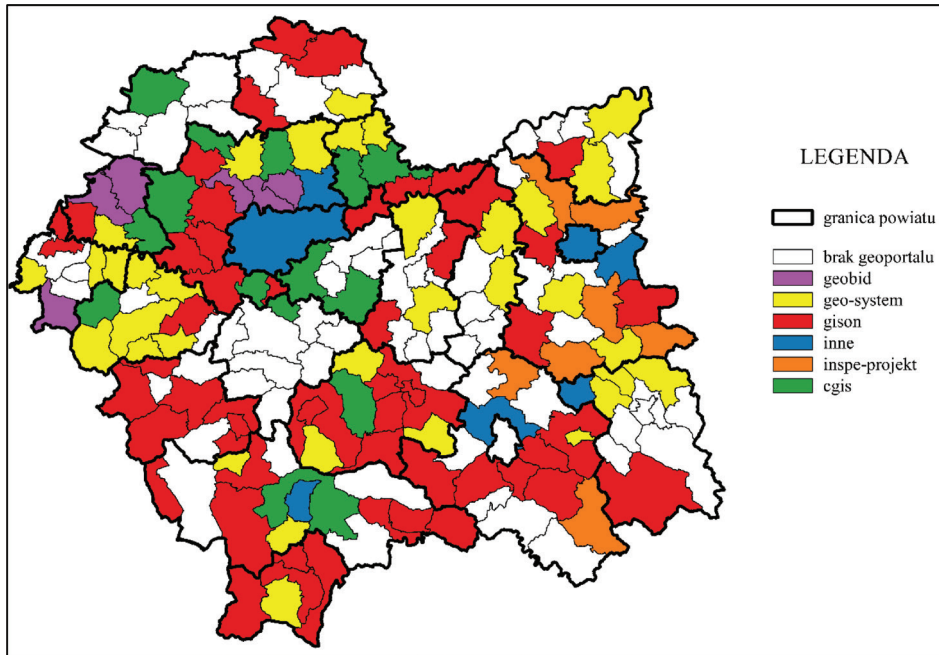 LEGENDA
granica powiatu
brak geoportalu
geobid
geo-system
gison
inne
inspe-projekt
cgis